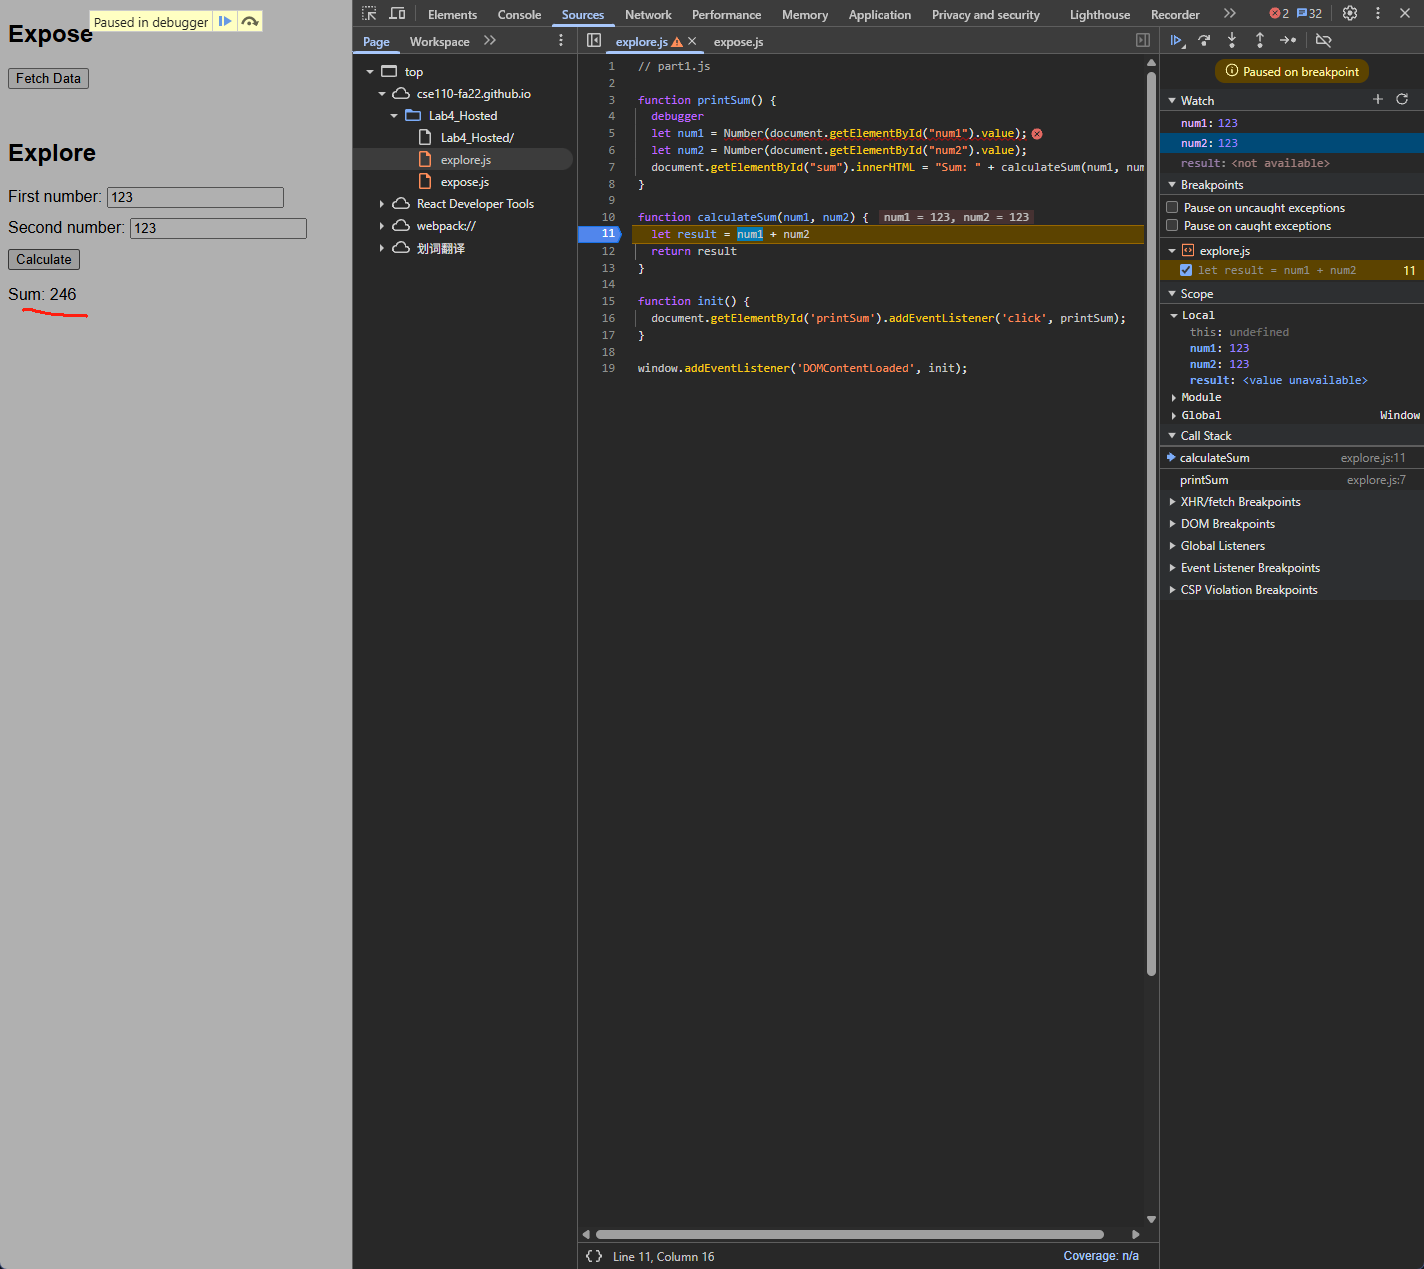 Expose
Paused in debugger
Fetch Data
Explore
First number: 123
Second number: 123
Calculate
Sum: 246
Elements Console Sources Network Performance Memory Application Privacy and security Lighthouse Recorder 2 32
Page Workspace
top
cse110-fa22.github.io
Lab4_Hosted
Lab4_Hosted/
explore.js
expose.js
React Developer Tools
webpack://
划词翻译
explore.js expose.js
1 // part1.js
2
3 function printSum() {
4 debugger
5 let num1 = Number(document.getElementById("num1").value);
6 let num2 = Number(document.getElementById("num2").value);
7 document.getElementById("sum").innerHTML = "Sum: " + calculateSum(num1, num
8 }
9
10 function calculateSum(num1, num2) { num1 = 123, num2 = 123
11 let result = num1 + num2
12 return result
13 }
14
15 function init() {
16 document.getElementById('printSum').addEventListener('click', printSum);
17 }
18
19 window.addEventListener('DOMContentLoaded', init);
{} Line 11, Column 16 Coverage: n/a
Paused on breakpoint
Watch
num1: 123
num2: 123
result: <not available>
Breakpoints
Pause on uncaught exceptions
Pause on caught exceptions
explore.js
let result = num1 + num2 11
Scope
Local
this: undefined
num1: 123
num2: 123
result: <value unavailable>
Module
Global Window
Call Stack
calculateSum explore.js:11
printSum explore.js:7
XHR/fetch Breakpoints
DOM Breakpoints
Global Listeners
Event Listener Breakpoints
CSP Violation Breakpoints